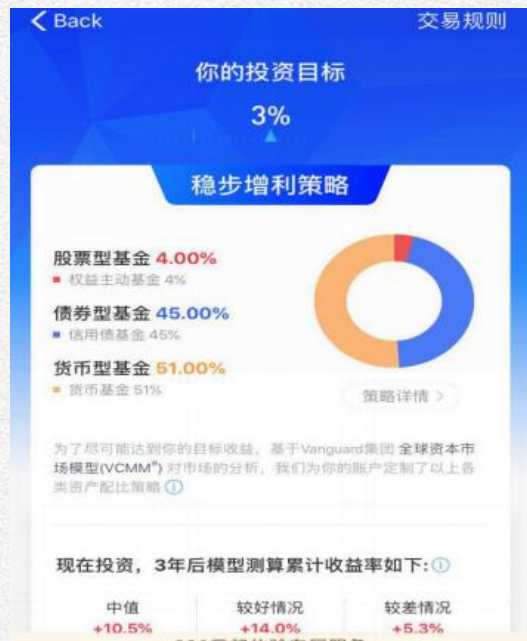 Back
交易规则
你的投资目标
3%
稳步增利策略
股票型基金 4.00%
权益主动基金 4%
债券型基金 45.00%
信用债基金 45%
货币型基金 51.00%
货币基金 51%
策略详情 >
为了尽可能达到你的目标收益，基于Vanguard集团 全球资本市
场模型(VCMM®) 对市场的分析，我们为你的账户定制了以上各
类资产配比策略
现在投资，3年后模型测算累计收益率如下:
中值 较好情况 较差情况
+10.5% +14.0% +5.3%